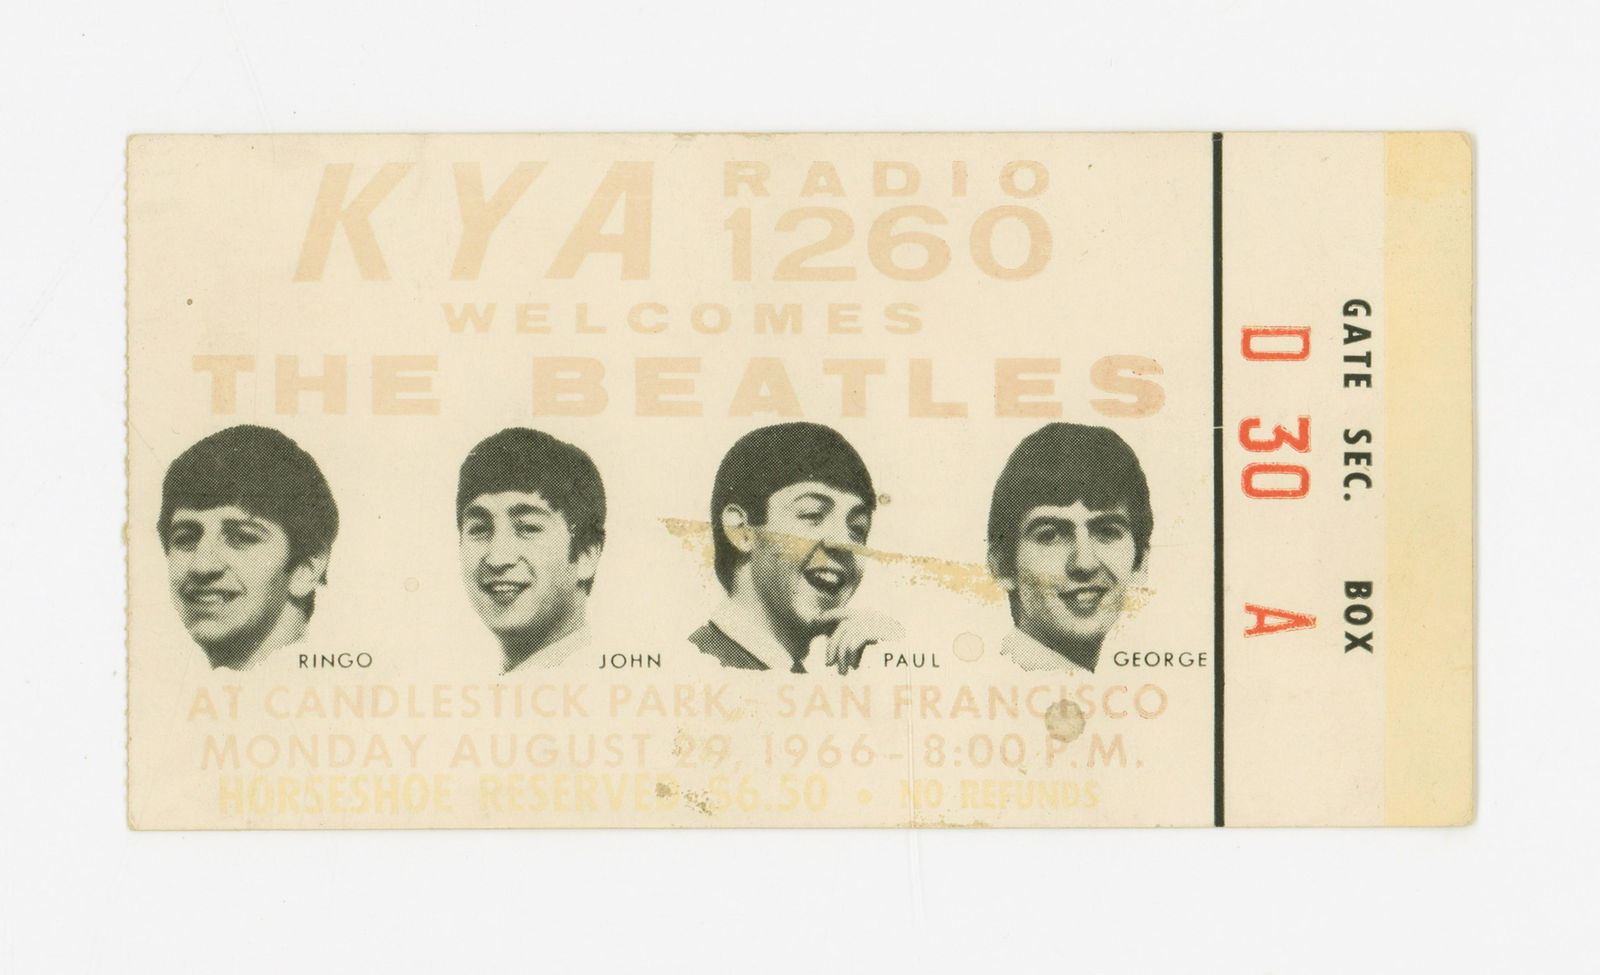 KYA RADIO 1260
WELCOMES
THE BEATLES
RINGO JOHN PAUL GEORGE
AT CANDLESTICK PARK - SAN FRANCISCO
MONDAY AUGUST 29, 1966 - 8:00 P.M.
HORSESHOE RESERVED $6.50 • NO REFUNDS
GATE SEC. BOX
D 30 A